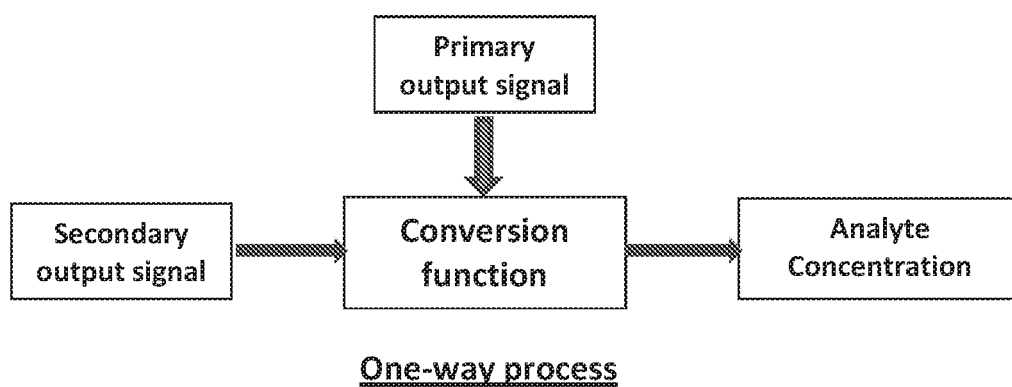 Primary
output signal
Secondary
output signal
Conversion
function
Analyte
Concentration
One-way process